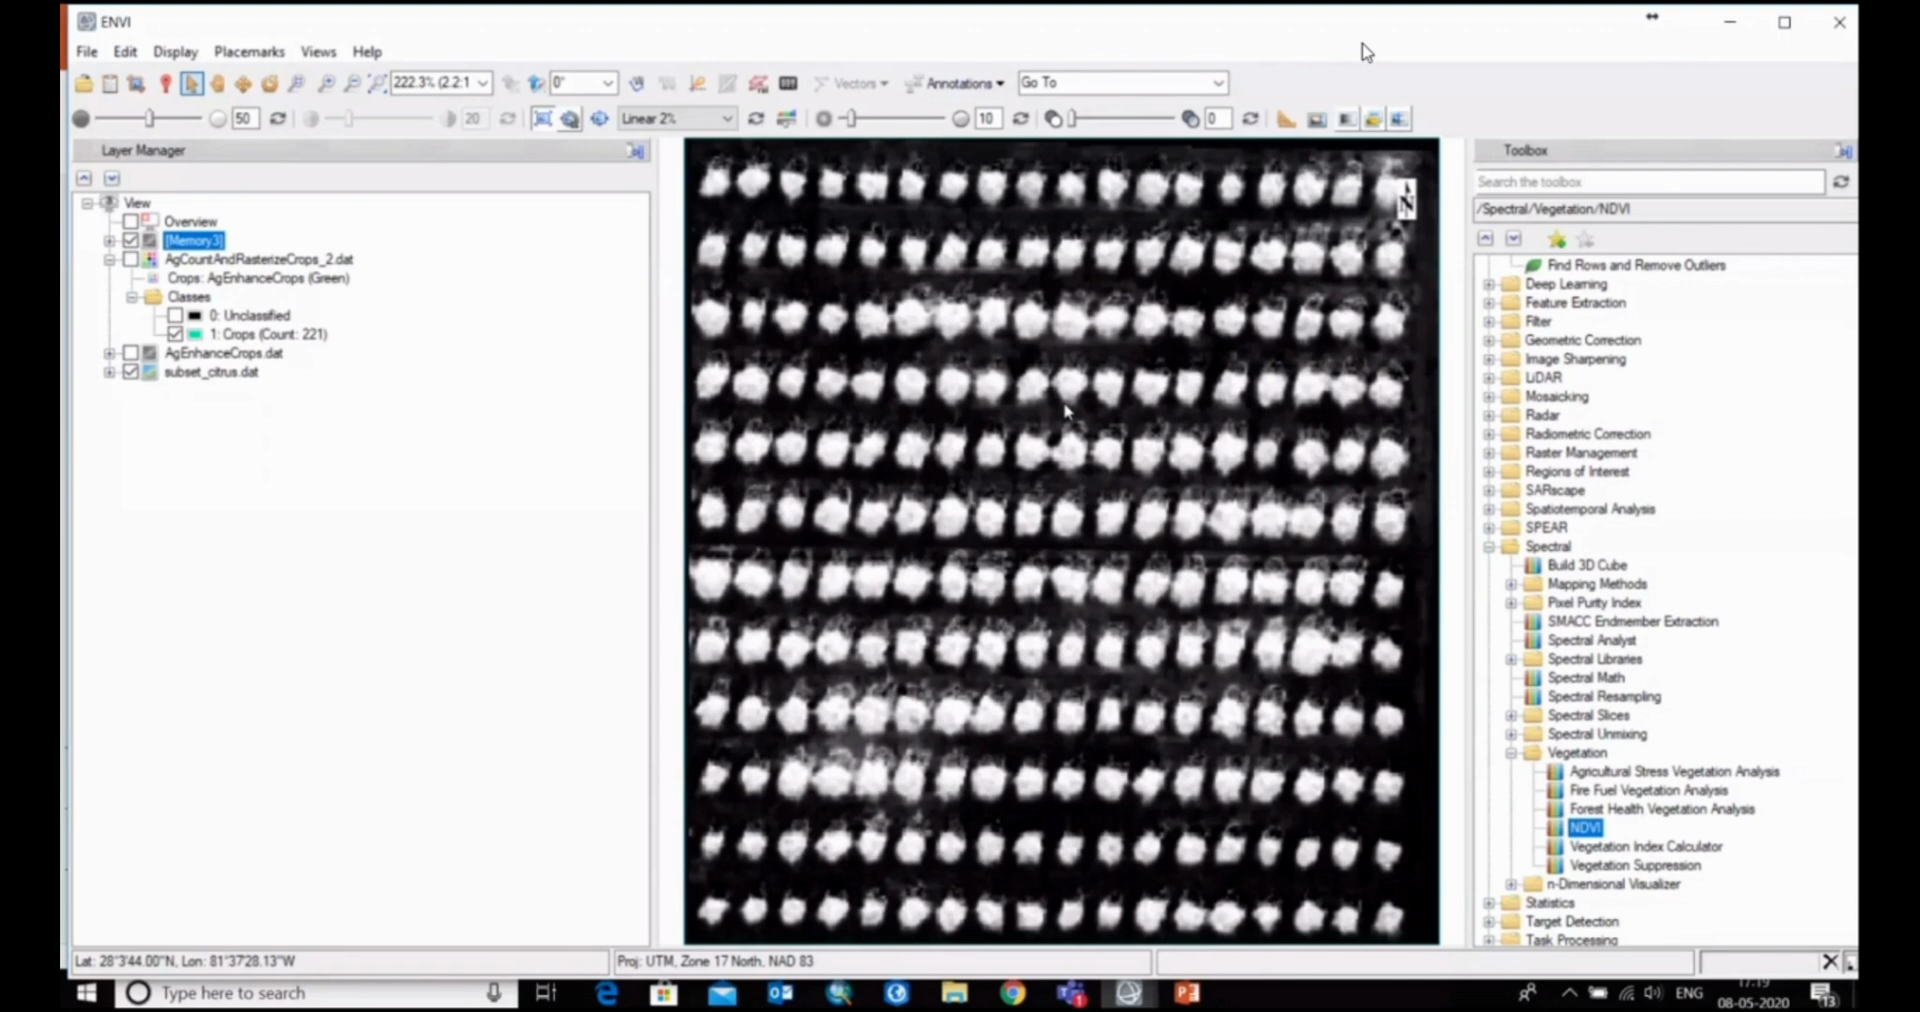 ENVI
File Edit Display Placemarks Views Help
222.3% (2.2:1 0° Vectors Annotations Go To
50 20 Linear 2% 10 0
Layer Manager
View
Overview
[Memory3]
AgCountAndRasterizeCrops_2.dat
Crops: AgEnhanceCrops (Green)
Classes
0: Unclassified
1: Crops (Count: 221)
AgEnhanceCrops.dat
subset_citrus.dat
N
Toolbox
Search the toolbox
/Spectral/Vegetation/NDVI
Find Rows and Remove Outliers
Deep Learning
Feature Extraction
Filter
Geometric Correction
Image Sharpening
LiDAR
Mosaicking
Radar
Radiometric Correction
Raster Management
Regions of Interest
SARscape
Spatiotemporal Analysis
SPEAR
Spectral
Build 3D Cube
Mapping Methods
Pixel Purity Index
SMACC Endmember Extraction
Spectral Analyst
Spectral Libraries
Spectral Math
Spectral Resampling
Spectral Slices
Spectral Unmixing
Vegetation
Agricultural Stress Vegetation Analysis
Fire Fuel Vegetation Analysis
Forest Health Vegetation Analysis
NDVI
Vegetation Index Calculator
Vegetation Suppression
n-Dimensional Visualizer
Statistics
Target Detection
Task Processing
Lat: 28°3'44.00"N, Lon: 81°37'28.13"W
Proj: UTM, Zone 17 North, NAD 83
Type here to search
ENG
17:19
08-05-2020
13